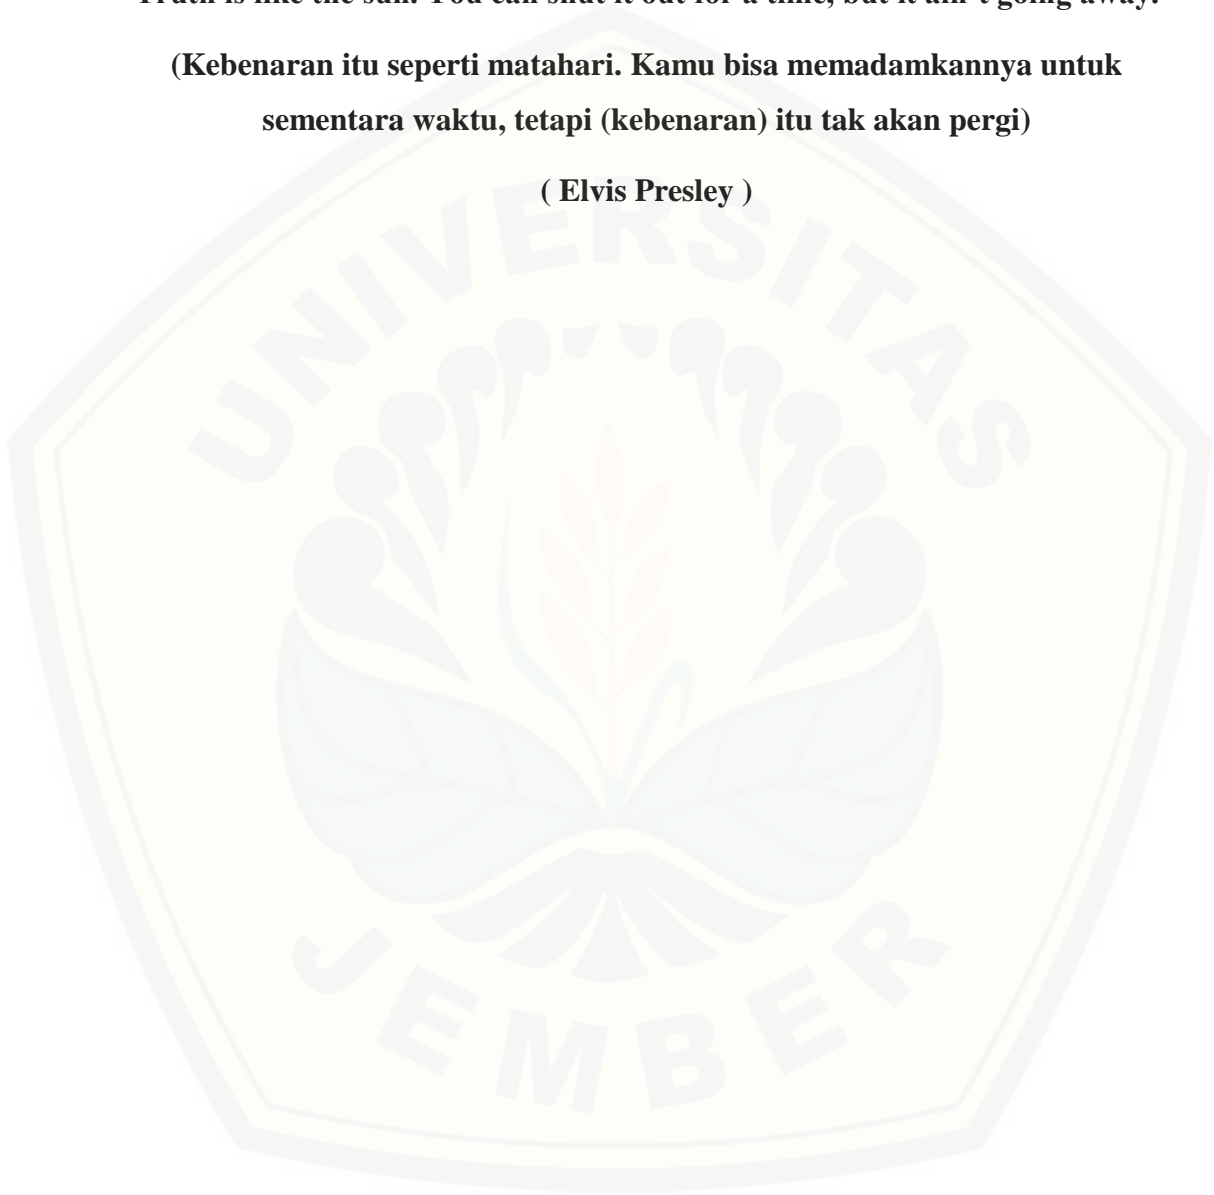 Truth is like the sun. You can shut it out for a time, but it ain't going away.
(Kebenaran itu seperti matahari. Kamu bisa memadamkannya untuk
sementara waktu, tetapi (kebenaran) itu tak akan pergi)
( Elvis Presley )
UNIVERSITAS
JEMBER